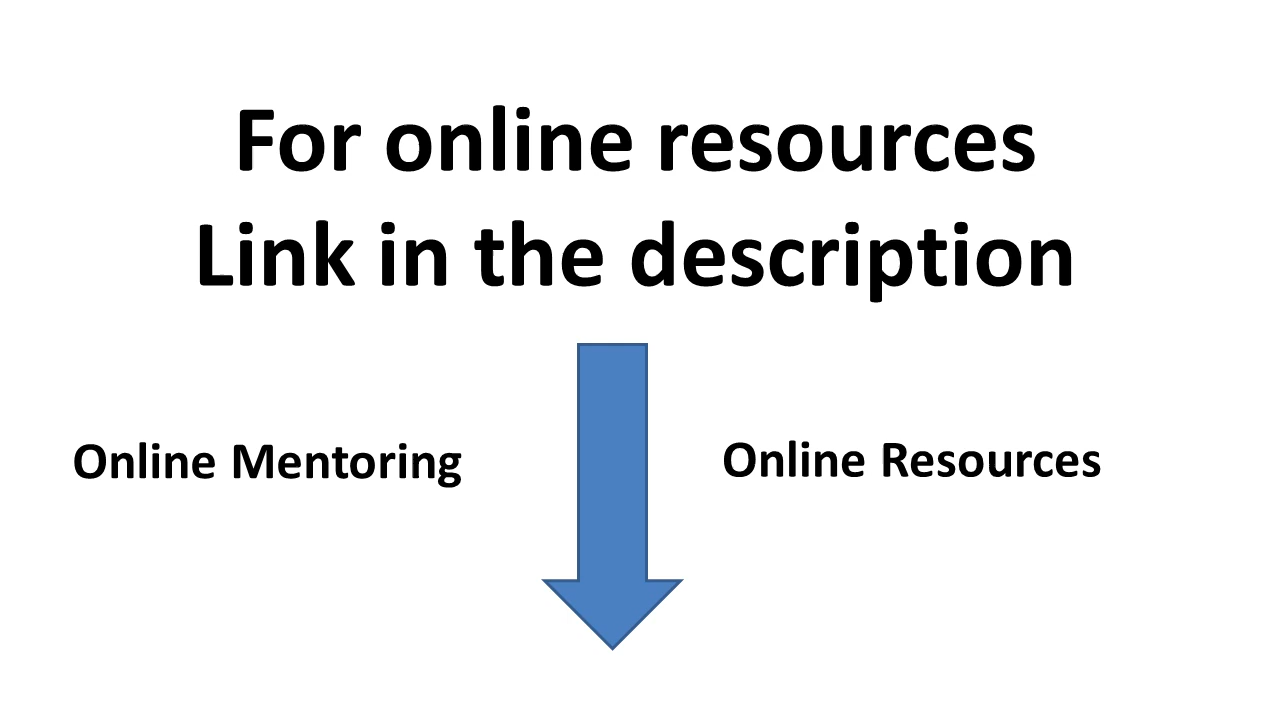 For online resources
Link in the description
Online Mentoring
Online Resources